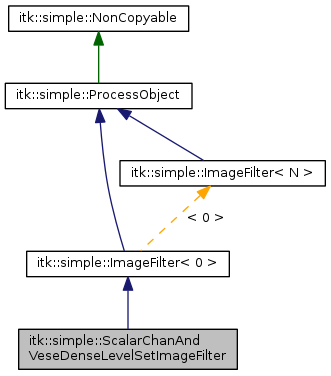 itk::simple::NonCopyable
itk::simple::ProcessObject
itk::simple::ImageFilter< N >
< 0 >
itk::simple::ImageFilter< 0 >
itk::simple::ScalarChanAnd
VeseDenseLevelSetImageFilter